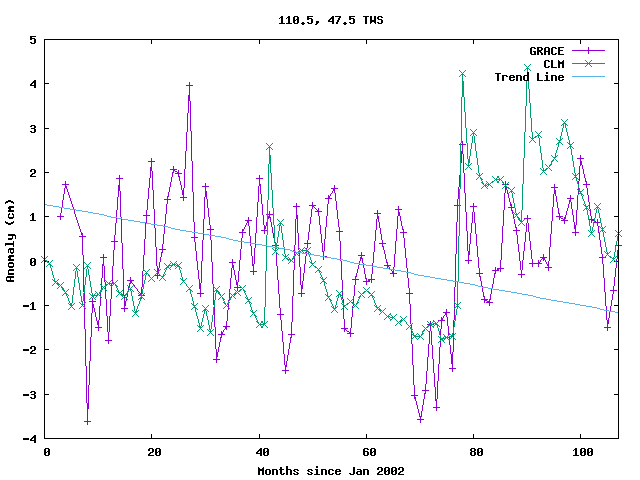 110.5, 47.5 TWS
GRACE
CLM
Trend Line
5
4
3
2
1
0
-1
-2
-3
-4
Anomaly (cm)
0 20 40 60 80 100
Months since Jan 2002